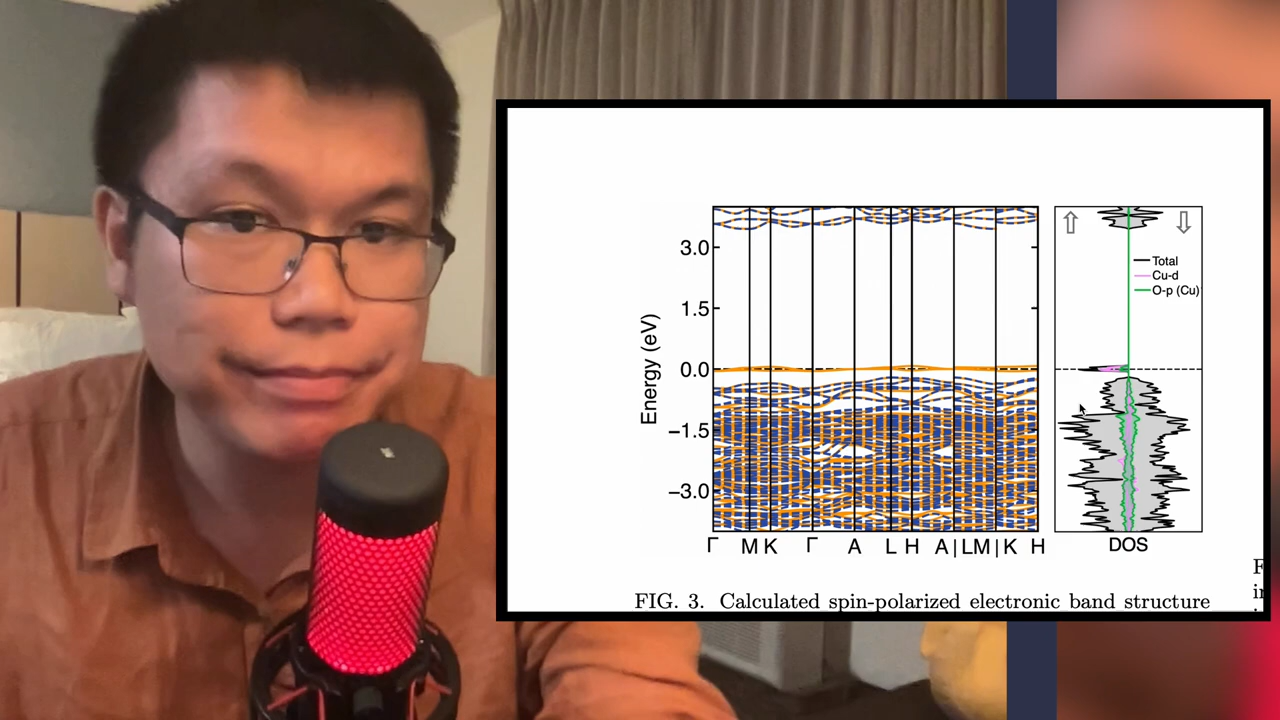 3.0
1.5
0.0
−1.5
−3.0
Energy (eV)
Γ M K Γ A L H A|LM|K H
Total
Cu-d
O-p (Cu)
DOS
FIG. 3. Calculated spin-polarized electronic band structure